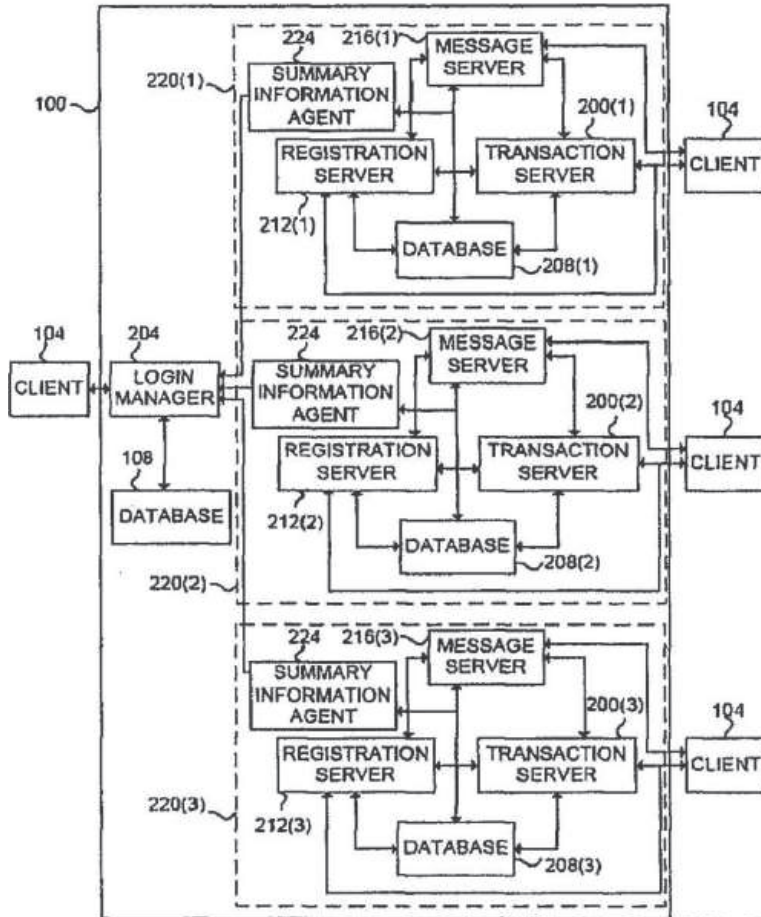 224
216(1)
MESSAGE
SERVER
220(1)
SUMMARY
INFORMATION
AGENT
100
200(1)
104
REGISTRATION
SERVER
TRANSACTION
SERVER
CLIENT
212(1)
DATABASE
208(1)
104
204
224
216(2)
MESSAGE
SERVER
CLIENT
LOGIN
MANAGER
SUMMARY
INFORMATION
AGENT
200(2)
104
108
REGISTRATION
SERVER
TRANSACTION
SERVER
CLIENT
DATABASE
212(2)
DATABASE
208(2)
220(2)
224
216(3)
MESSAGE
SERVER
SUMMARY
INFORMATION
AGENT
200(3)
104
REGISTRATION
SERVER
TRANSACTION
SERVER
CLIENT
220(3)
212(3)
DATABASE
208(3)